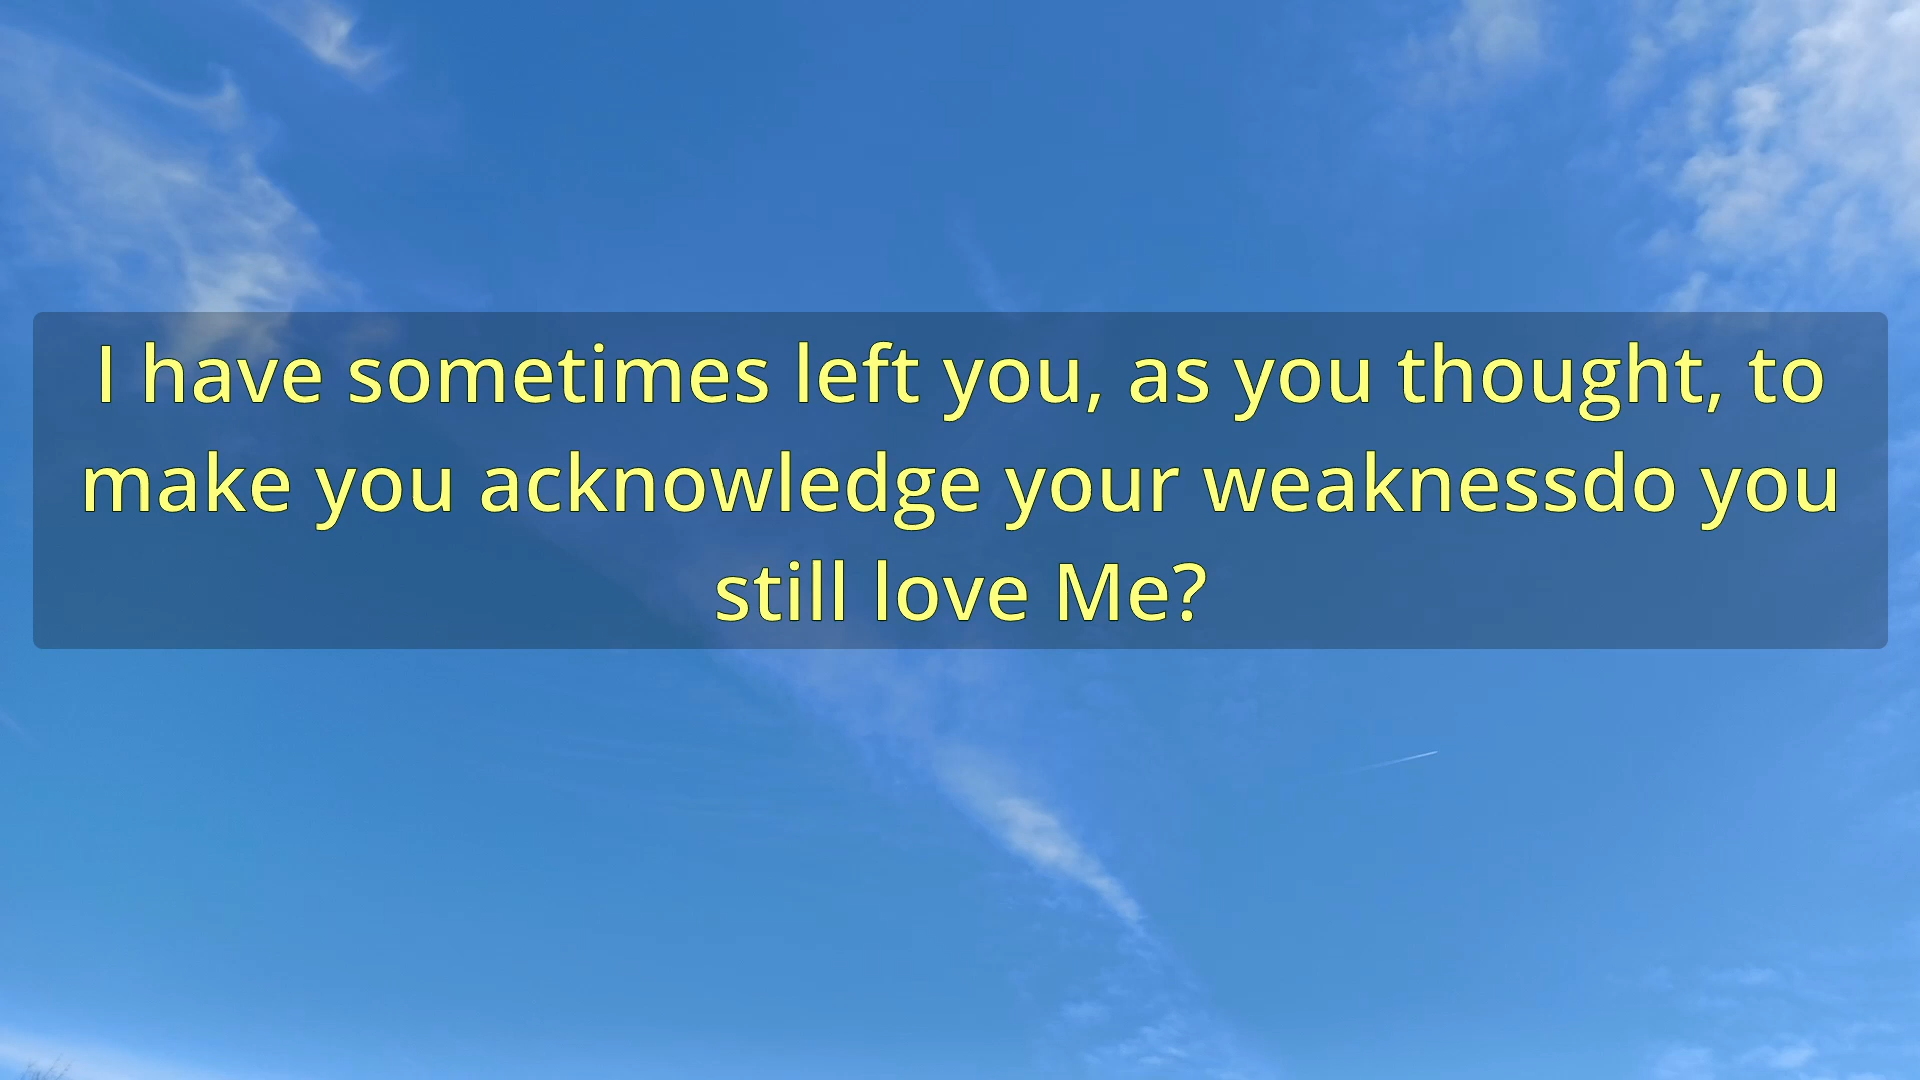 I have sometimes left you, as you thought, to
make you acknowledge your weaknessdo you
still love Me?